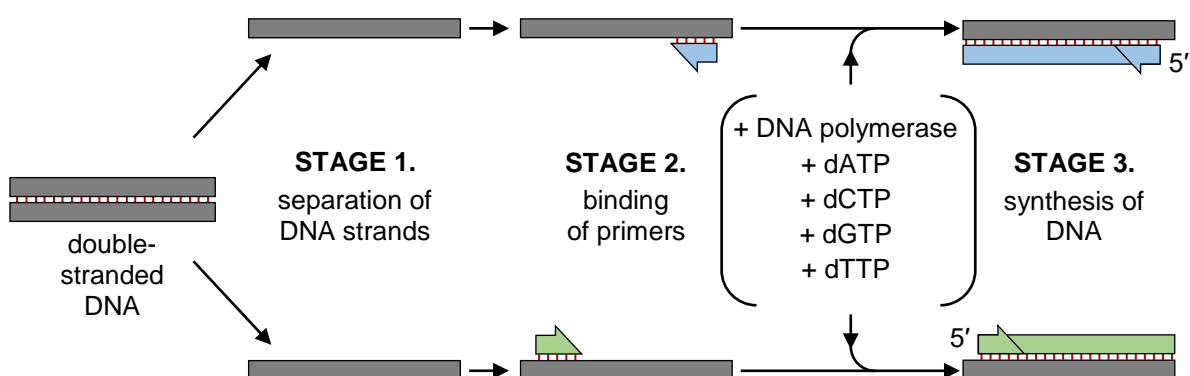 5′
+ DNA polymerase
STAGE 1.
STAGE 2.
+ dATP
STAGE 3.
separation of
DNA strands
binding
of primers
+ dCTP
+ dGTP
+ dTTP
synthesis of
DNA
double-
stranded
DNA
5′